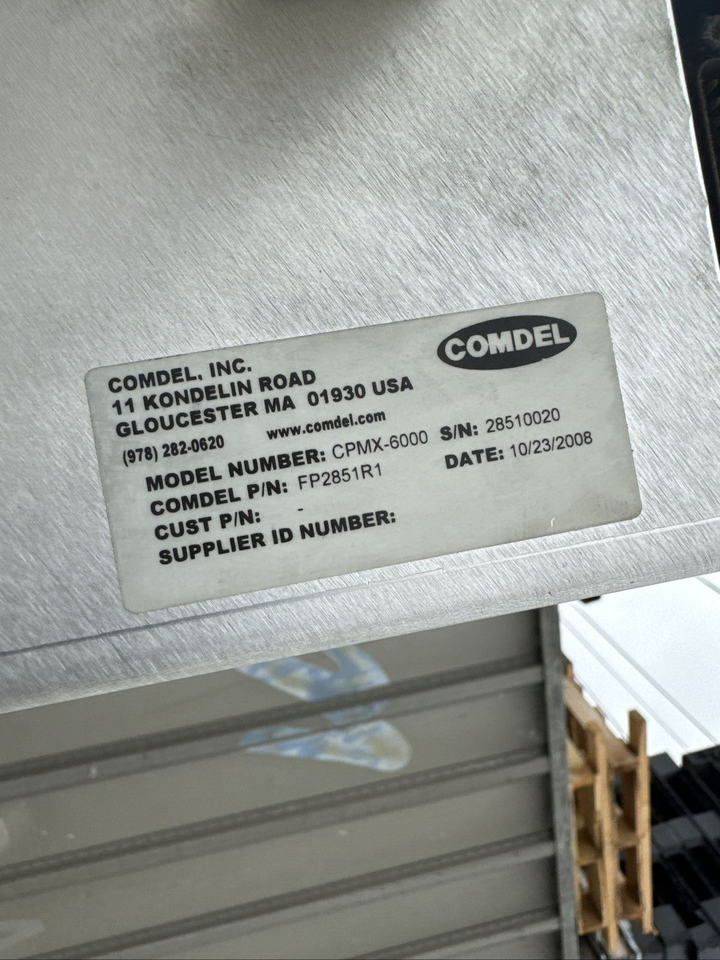 COMDEL, INC.
COMDEL
11 KONDELIN ROAD
GLOUCESTER MA 01930 USA
(978) 282-0620 www.comdel.com
MODEL NUMBER: CPMX-6000 S/N: 28510020
COMDEL P/N: FP2851R1 DATE: 10/23/2008
CUST P/N: -
SUPPLIER ID NUMBER: